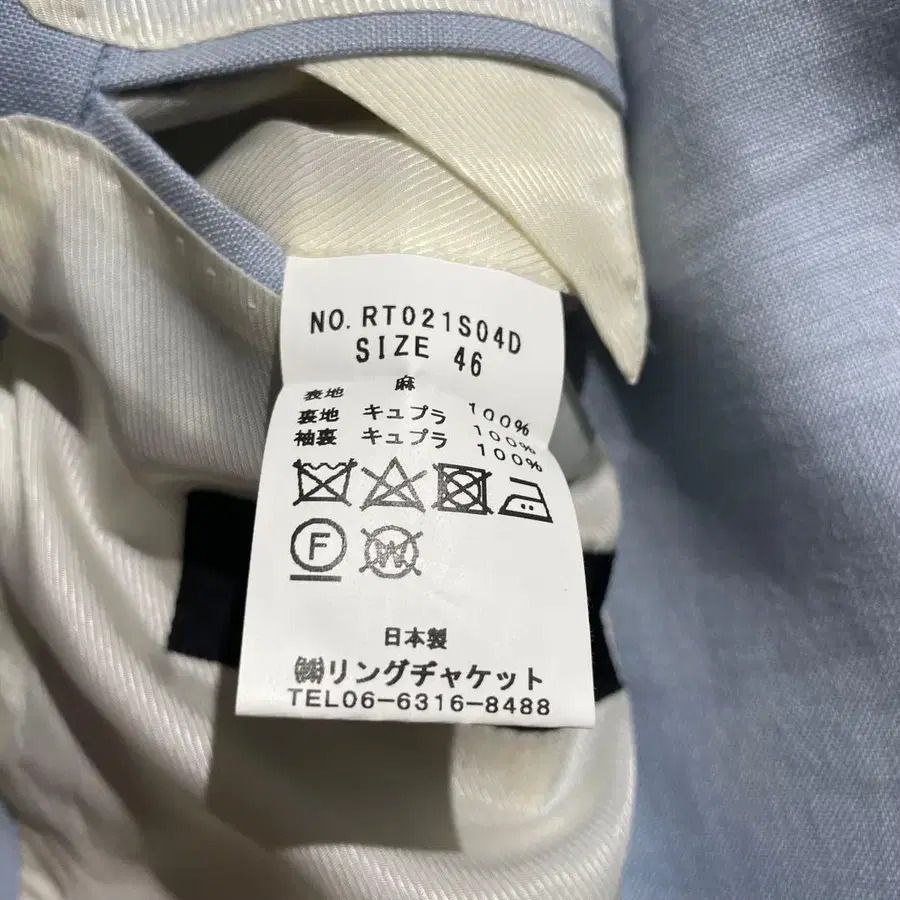 NO. RT021S04D
SIZE 46
表地 麻 100%
裏地 キュプラ 100%
袖裏 キュプラ 100%
F
W
日本製
㈱リングヂャケット
TEL06-6316-8488